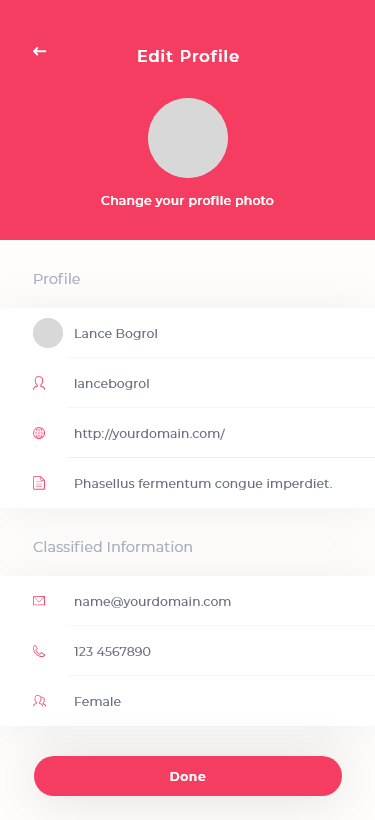 Edit Profile
Change your profile photo
Profile
Lance Bogrol
lancebogrol
http://yourdomain.com/
Phasellus fermentum congue imperdiet.
Classified Information
name@yourdomain.com
123 4567890
Female
Done